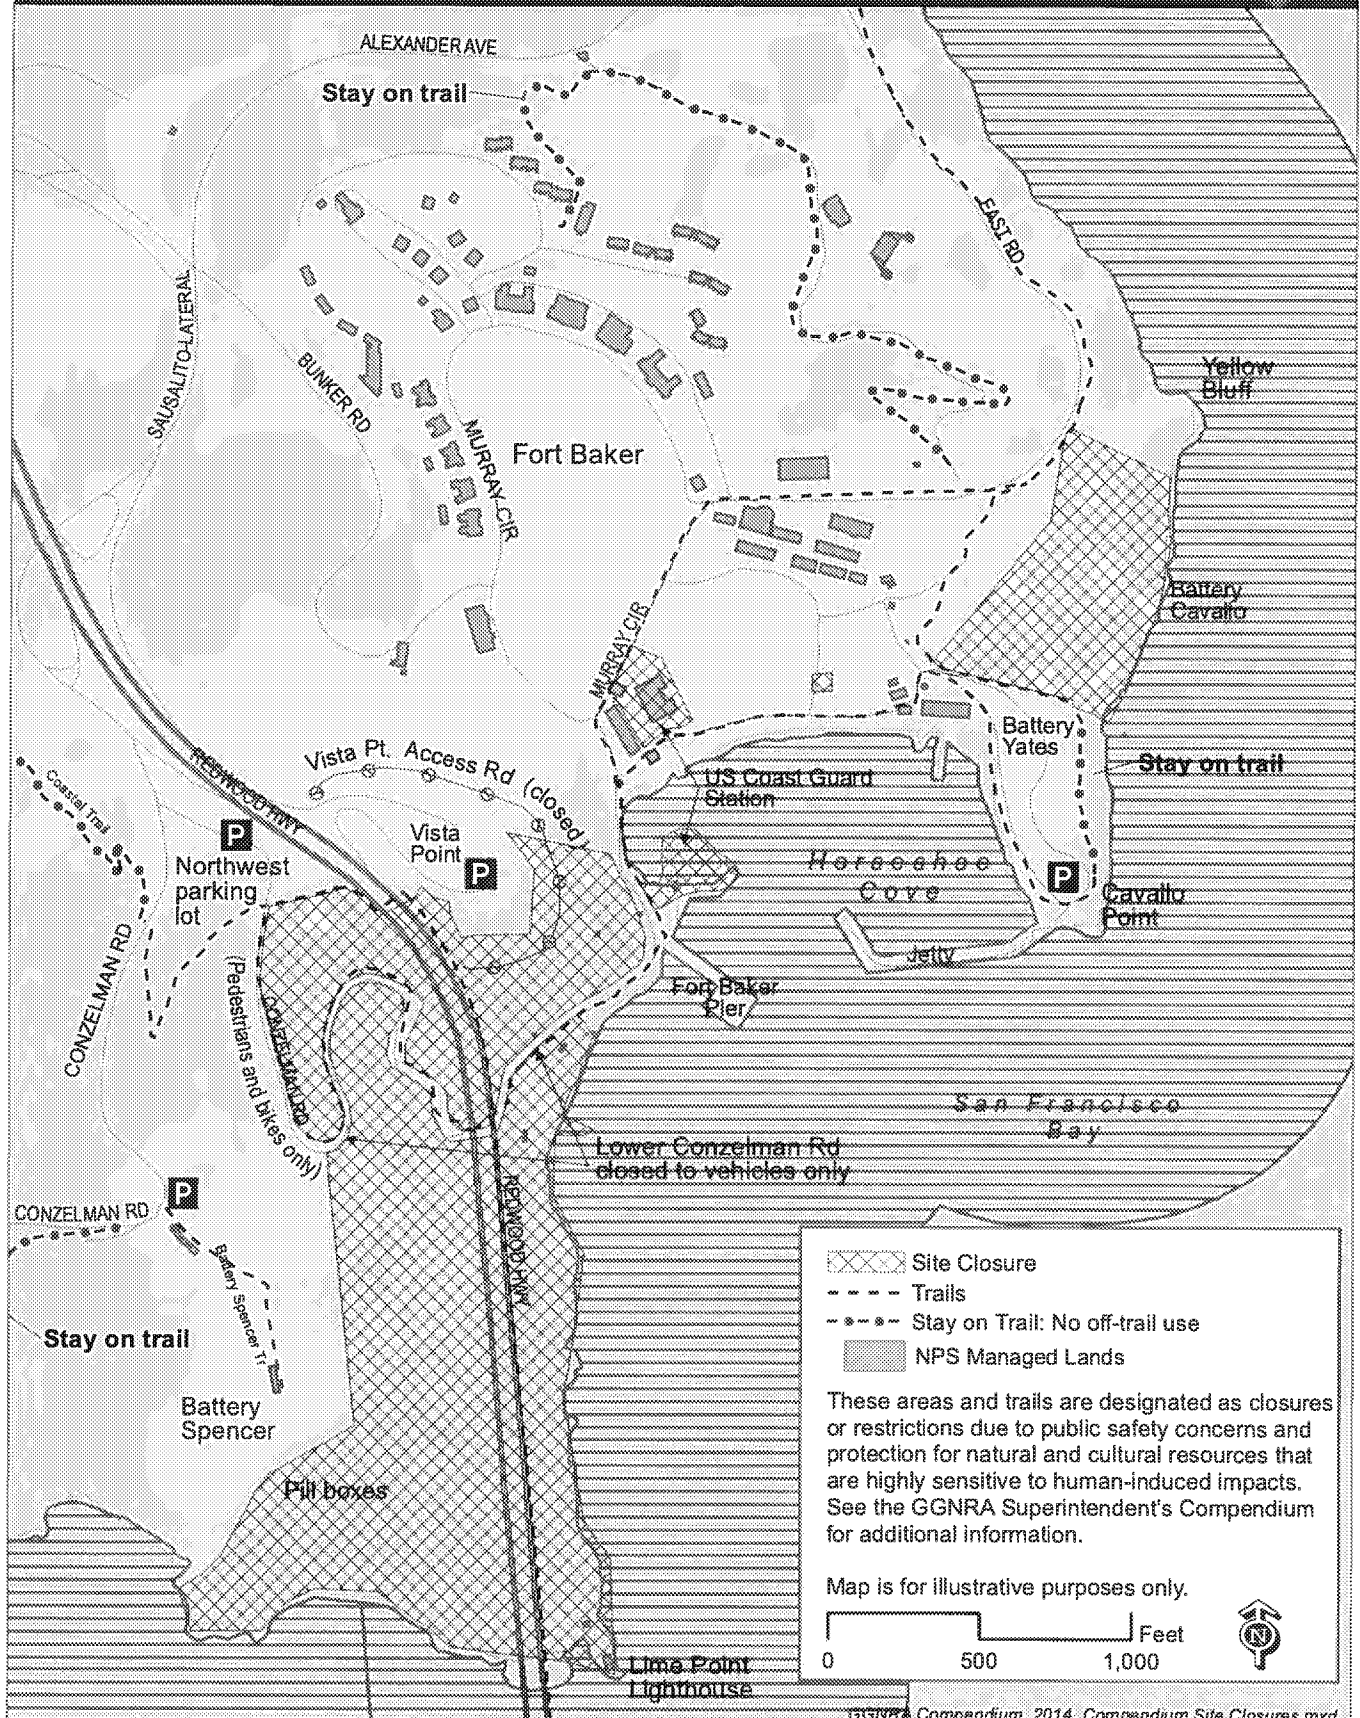 ALEXANDER AVE
Stay on trail
EAST RD
SAUSALITO-LATERAL
BUNKER RD
Yellow
Bluff
MURRAY CIR
Fort Baker
Battery
Cavallo
MURRAY CIR
Battery
Yates
Stay on trail
Vista Pt. Access Rd (closed)
REDWOOD HWY
Coastal Trail
US Coast Guard
Station
P
Northwest
parking
lot
Vista
Point
P
Horseshoe
Cove
P
Cavallo
Point
Jetty
CONZELMAN RD
(Pedestrians and bikes only)
CONZELMAN RD
Fort Baker
Pier
San Francisco
Bay
Lower Conzelman Rd
closed to vehicles only
P
CONZELMAN RD
REDWOOD HWY
Battery Spencer Tr
Stay on trail
Battery
Spencer
Pill boxes
Lime Point
Lighthouse
Site Closure
Trails
Stay on Trail: No off-trail use
NPS Managed Lands
These areas and trails are designated as closures
or restrictions due to public safety concerns and
protection for natural and cultural resources that
are highly sensitive to human-induced impacts.
See the GGNRA Superintendent's Compendium
for additional information.
Map is for illustrative purposes only.
Feet
0 500 1,000
N
GGNRA Compendium, 2014, Compendium Site Closures.mxd